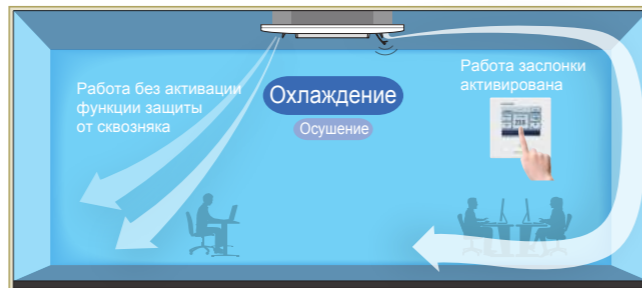 Работа без активации
функции защиты
от сквозняка
Охлаждение
Осушение
Работа заслонки
активирована